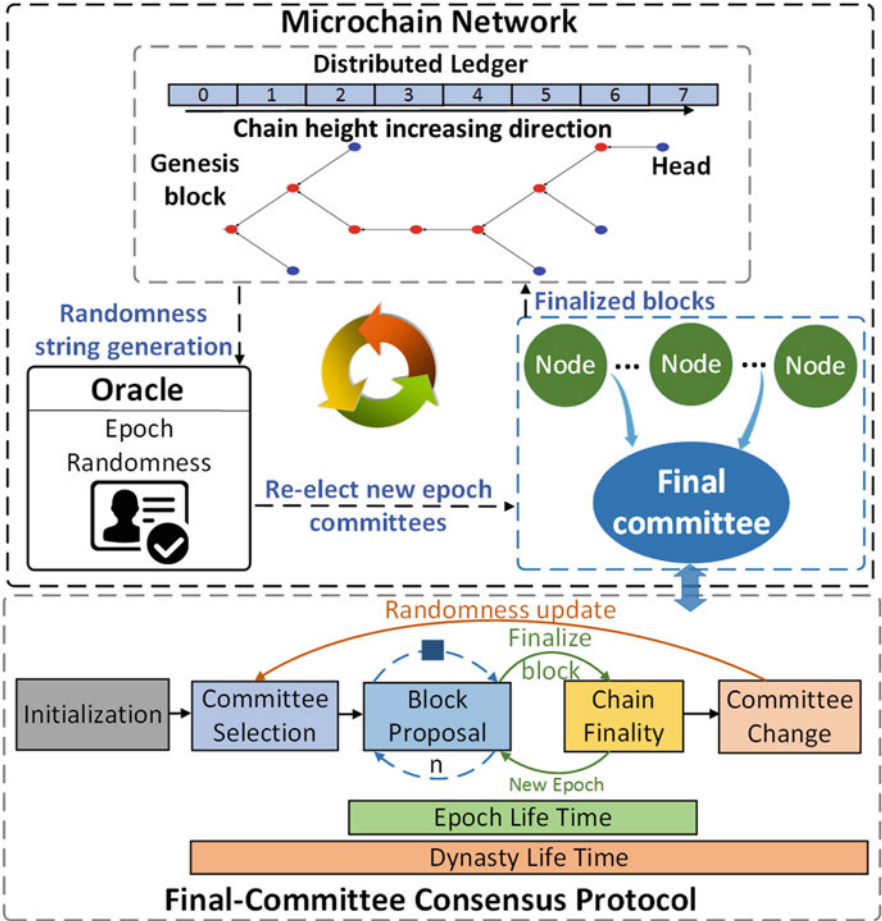 Microchain Network
Distributed Ledger
0 1 2 3 4 5 6 7
Chain height increasing direction
Genesis
block
Head
Randomness
string generation
Finalized blocks
Oracle
Epoch
Randomness
Re-elect new epoch
committees
Node ... Node ... Node
Final
committee
Randomness update
Finalize
block
Initialization
Committee
Selection
Block
Proposal
n
Chain
Finality
Committee
Change
New Epoch
Epoch Life Time
Dynasty Life Time
Final-Committee Consensus Protocol